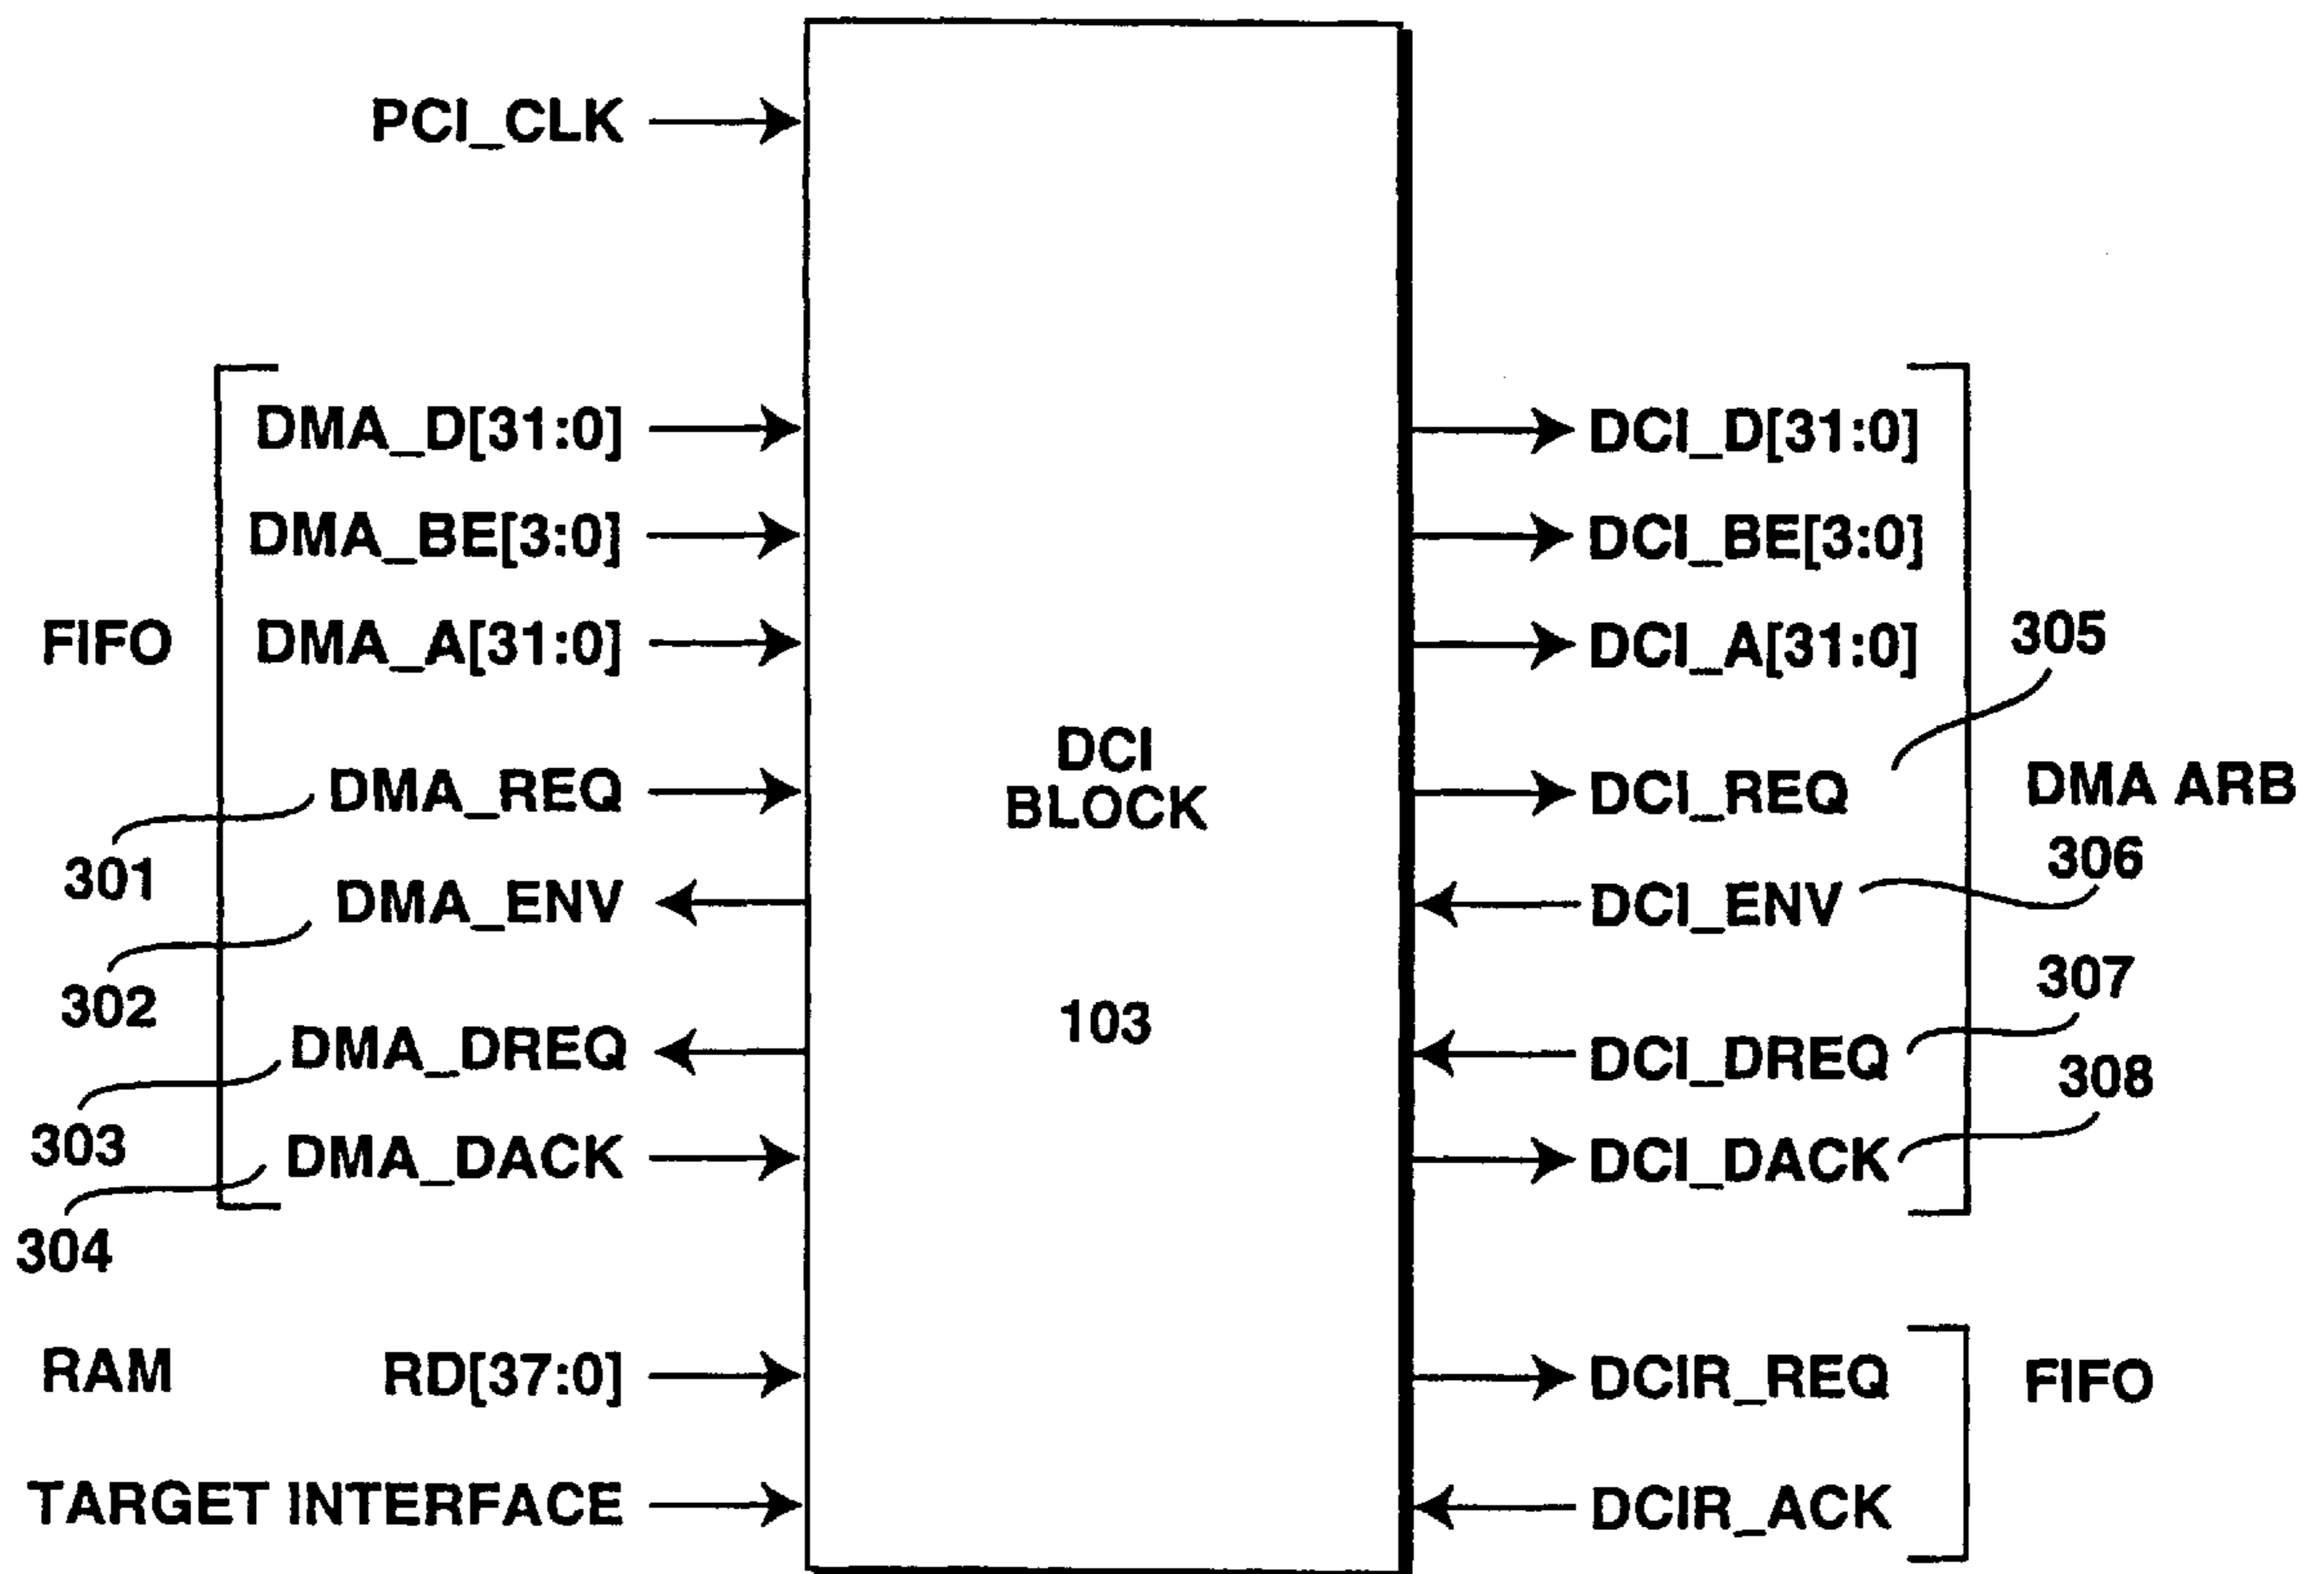 PCI_CLK
DMA_D[31:0]
DMA_BE[3:0]
FIFO
DMA_A[31:0]
DMA_REQ
301
DMA_ENV
302
DMA_DREQ
303
DMA_DACK
304
RAM
RD[37:0]
TARGET INTERFACE
DCI
BLOCK
103
DCI_D[31:0]
DCI_BE[3:0]
DCI_A[31:0]
305
DCI_REQ
DMA ARB
306
DCI_ENV
307
DCI_DREQ
308
DCI_DACK
DCIR_REQ
FIFO
DCIR_ACK